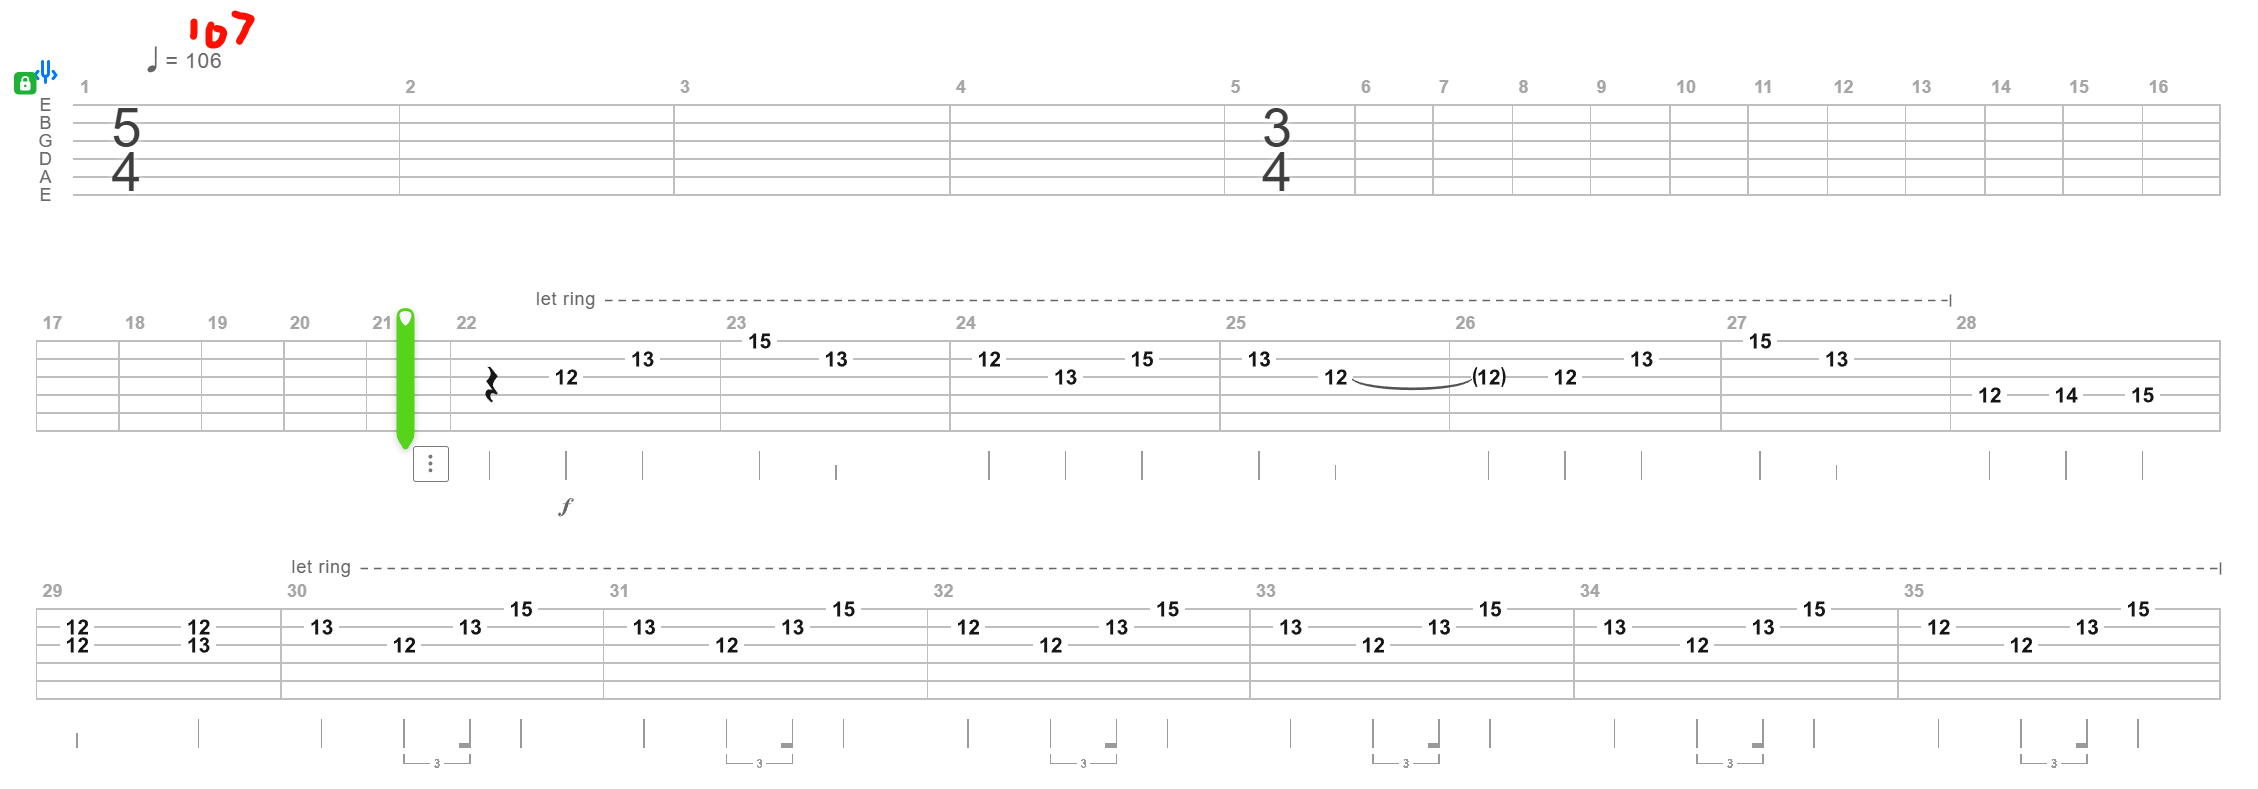 107
♩ = 106
1 2 3 4 5 6 7 8 9 10 11 12 13 14 15 16
E
B
G
D
A
E
5 3
4 4
let ring
17 18 19 20 21 22 23 24 25 26 27 28
15 15
13 13 12 15 13 13 13
12 13 12 (12) 12
12 14 15
f
let ring
29 30 31 32 33 34 35
15 15 15 15 15 15
12 12 13 13 13 13 12 13 13 13 13 13 12 13
12 13 12 12 12 12 12 12
3 3 3 3 3 3